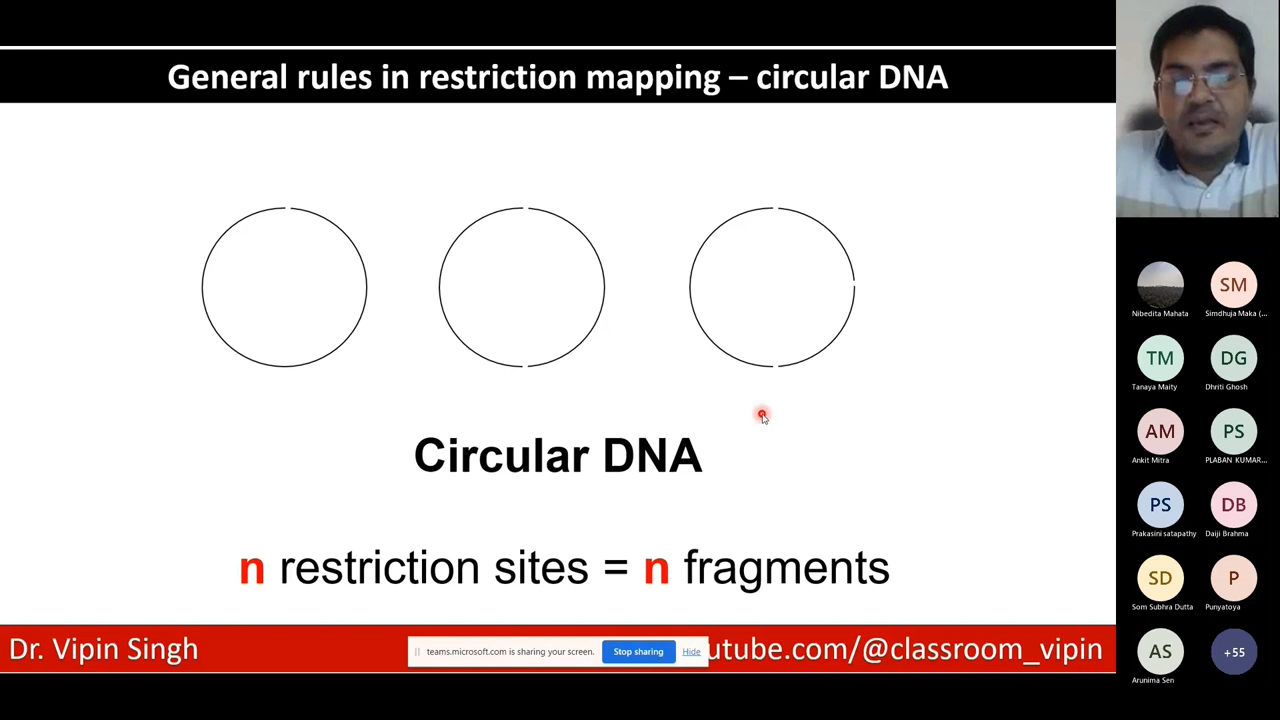 General rules in restriction mapping – circular DNA
Circular DNA
n restriction sites = n fragments
Dr. Vipin Singh
teams.microsoft.com is sharing your screen.
Stop sharing
Hide
utube.com/@classroom_vipin
Nibedita Mahata
SM
Simdhuja Maka (...
TM
Tanaya Maity
DG
Dhriti Ghosh
AM
Ankit Mitra
PS
PLABAN KUMAR...
PS
Prakasini satapathy
DB
Daiji Brahma
SD
Som Subhra Dutta
P
Punyatoya
AS
Arunima Sen
+55